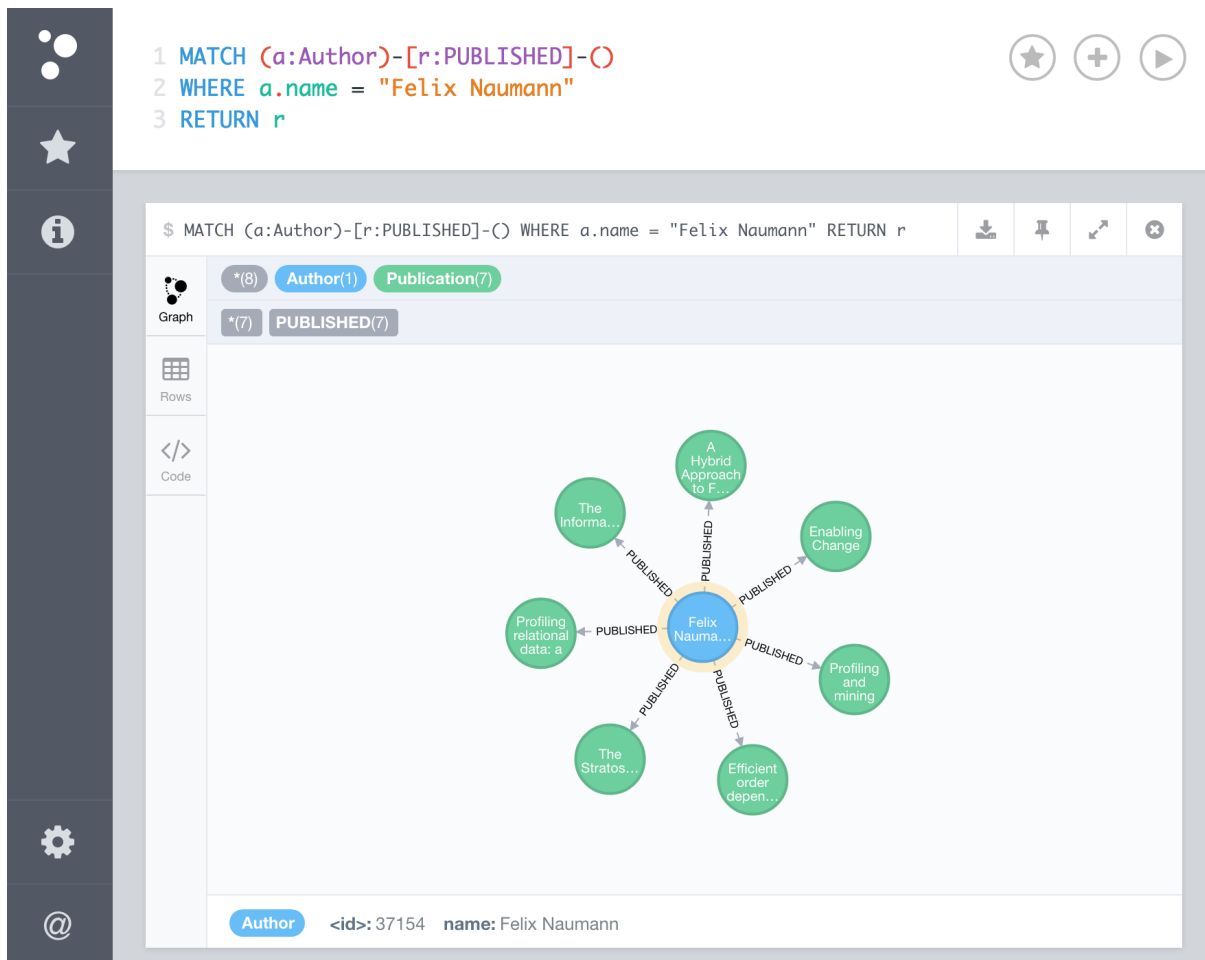 1 MATCH (a:Author)-[r:PUBLISHED]-()
2 WHERE a.name = "Felix Naumann"
3 RETURN r
$ MATCH (a:Author)-[r:PUBLISHED]-() WHERE a.name = "Felix Naumann" RETURN r
*(8) Author(1) Publication(7)
*(7) PUBLISHED(7)
Graph
Rows
Code
A
Hybrid
Approach
to F...
The
Informa...
Enabling
Change
PUBLISHED
PUBLISHED
PUBLISHED
Profiling
relational
data: a
PUBLISHED
Felix
Nauma...
PUBLISHED
Profiling
and
mining
PUBLISHED
PUBLISHED
The
Stratos...
Efficient
order
depen...
@
Author <id>: 37154 name: Felix Naumann